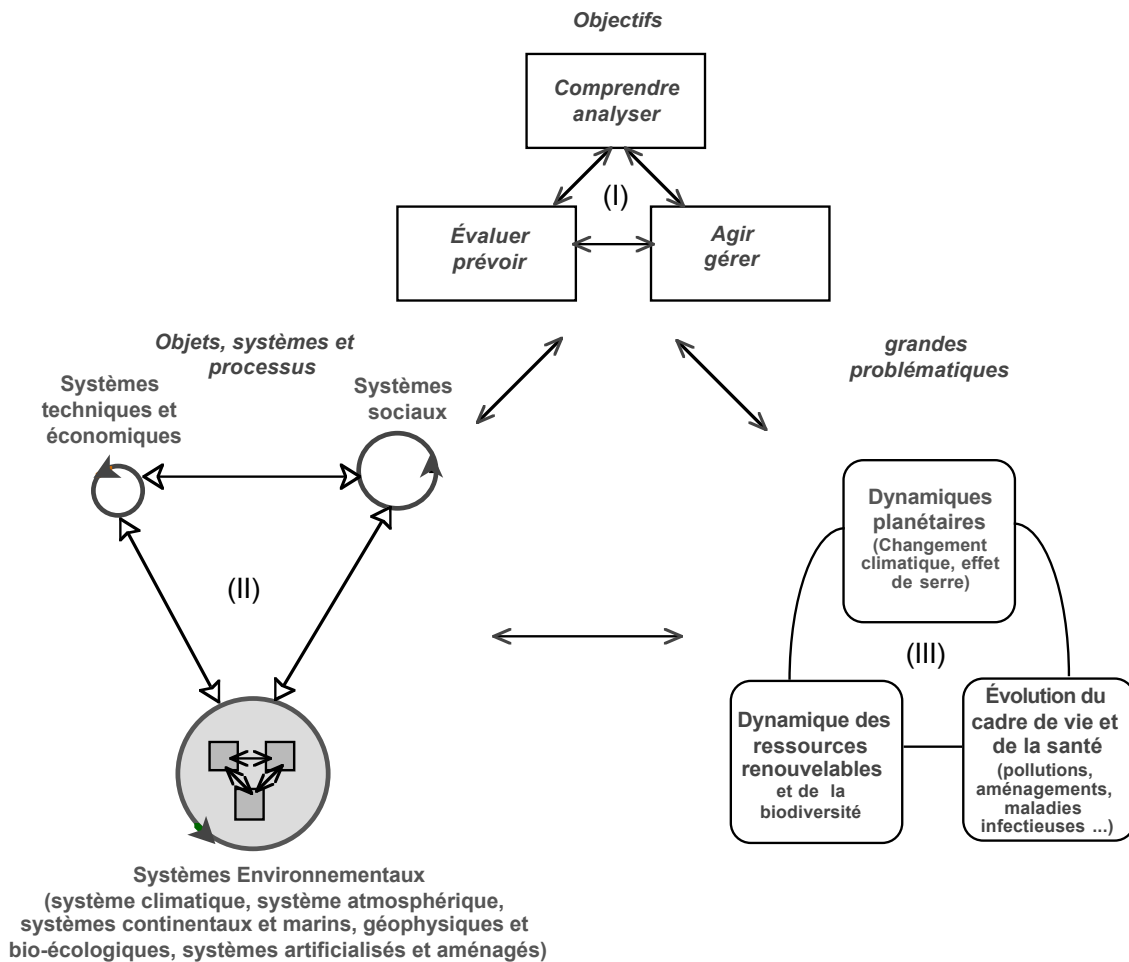 Objectifs
Comprendre
analyser
(I)
Évaluer
prévoir
Agir
gérer
Objets, systèmes et
processus
Systèmes
techniques et
économiques
Systèmes
sociaux
(II)
Systèmes Environnementaux
(système climatique, système atmosphérique,
systèmes continentaux et marins, géophysiques et
bio-écologiques, systèmes artificialisés et aménagés)
grandes
problématiques
Dynamiques
planétaires
(Changement
climatique, effet
de serre)
(III)
Dynamique des
ressources
renouvelables
et de la
biodiversité
Évolution du
cadre de vie et
de la santé
(pollutions,
aménagements,
maladies
infectieuses ...)